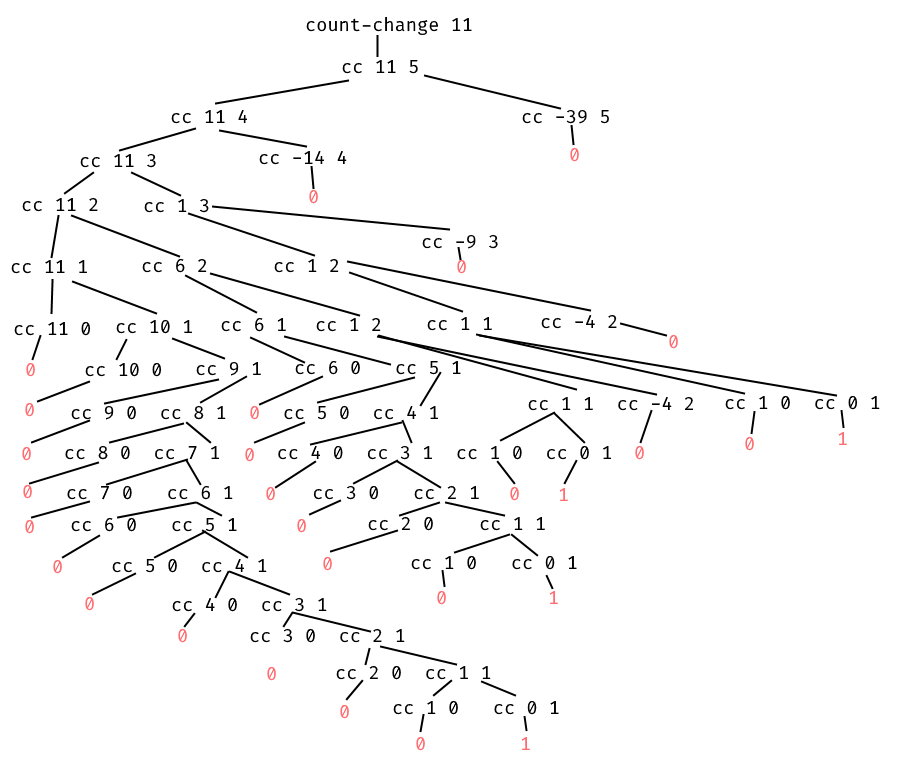 count-change 11
cc 11 5
cc 11 4 cc -39 5
cc 11 3 cc -14 4 0
0
cc 11 2 cc 1 3
cc -9 3
cc 11 1 cc 6 2 cc 1 2 0
cc 11 0 cc 10 1 cc 6 1 cc 1 2 cc 1 1 cc -4 2
0
0 cc 10 0 cc 9 1 cc 6 0 cc 5 1
0 cc 9 0 cc 8 1 0 cc 5 0 cc 4 1 cc 1 1 cc -4 2 cc 1 0 cc 0 1
0 1
0 cc 8 0 cc 7 1 0 cc 4 0 cc 3 1 cc 1 0 cc 0 1 0
0 cc 7 0 cc 6 1 0 cc 3 0 cc 2 1 0 1
0 cc 6 0 cc 5 1 0 cc 2 0 cc 1 1
0 cc 5 0 cc 4 1 0 cc 1 0 cc 0 1
0 cc 4 0 cc 3 1 0 1
0 cc 3 0 cc 2 1
0 cc 2 0 cc 1 1
0 cc 1 0 cc 0 1
0 1